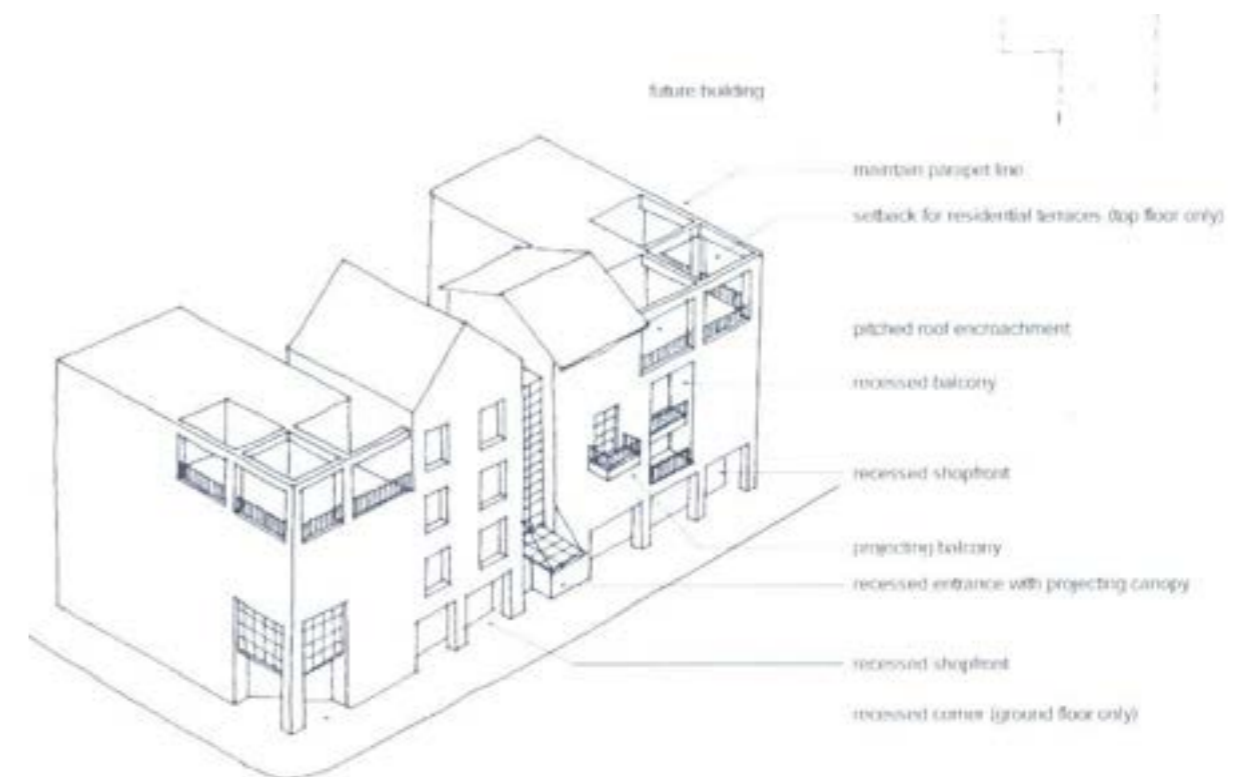 future building
maintain parapet line
setback for residential terraces (top floor only)
pitched roof encroachment
recessed balcony
recessed shopfront
projecting balcony
recessed entrance with projecting canopy
recessed shopfront
recessed corner (ground floor only)